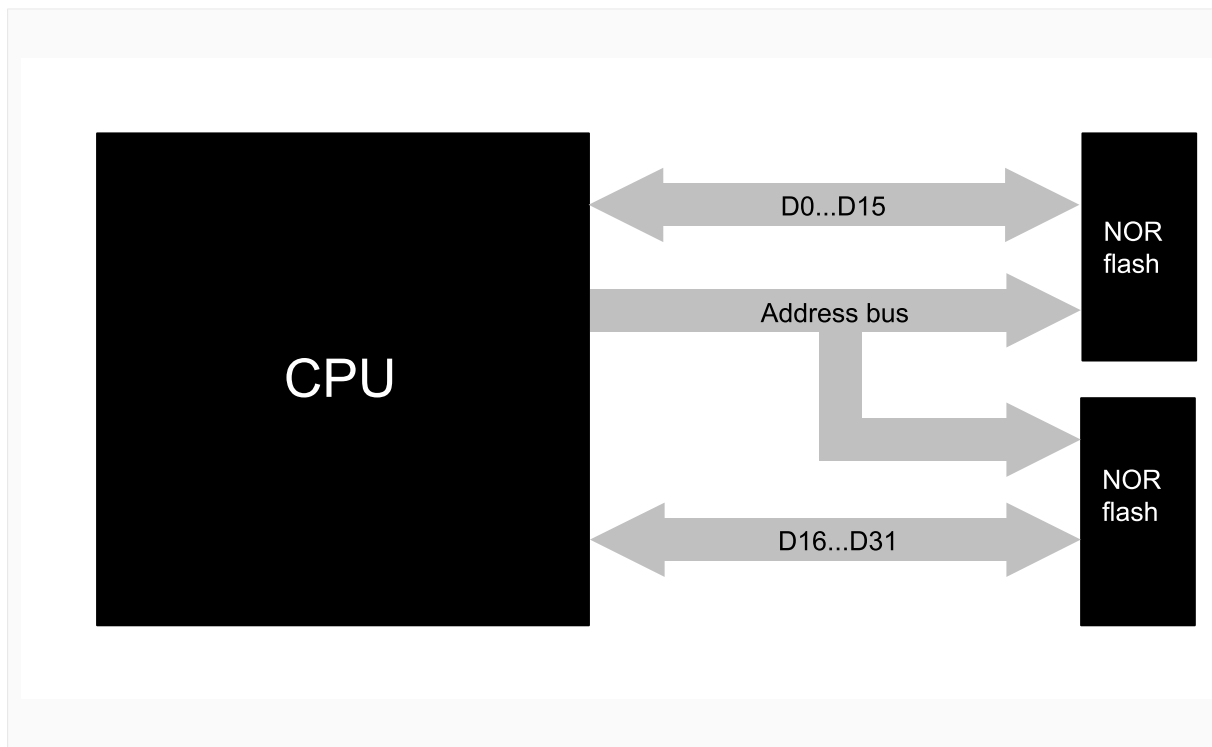 D0...D15
NOR
flash
Address bus
CPU
NOR
flash
D16...D31